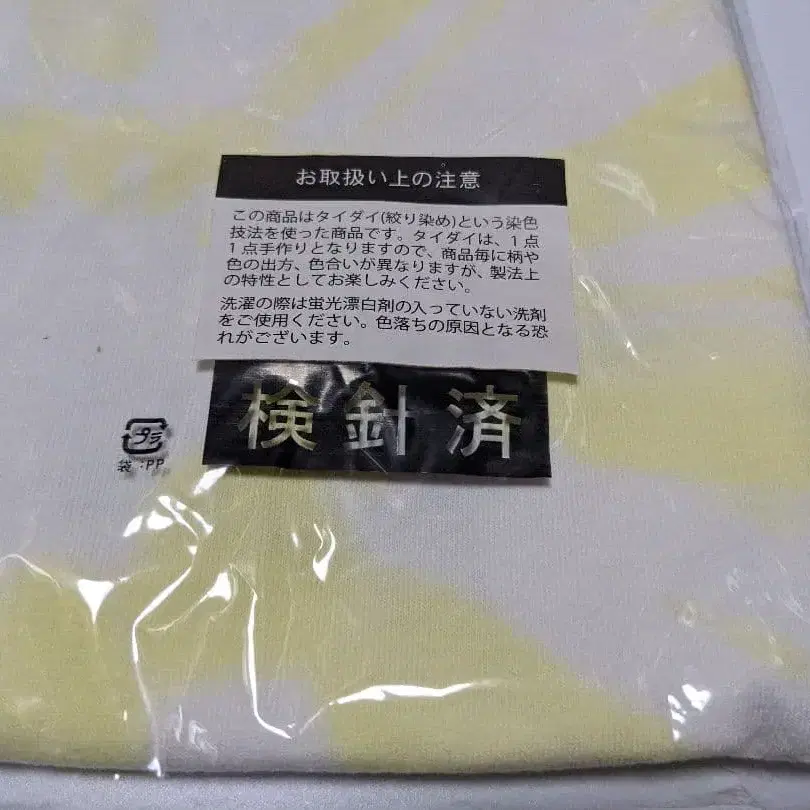 お取扱い上の注意
この商品はタイダイ(絞り染め)という染色
技法を使った商品です。タイダイは、1点
1点手作りとなりますので、商品毎に柄や
色の出方、色合いが異なりますが、製法上
の特性としてお楽しみください。
洗濯の際は蛍光漂白剤の入っていない洗剤
をご使用ください。色落ちの原因となる恐
れがございます。
検針済
プラ
袋:PP